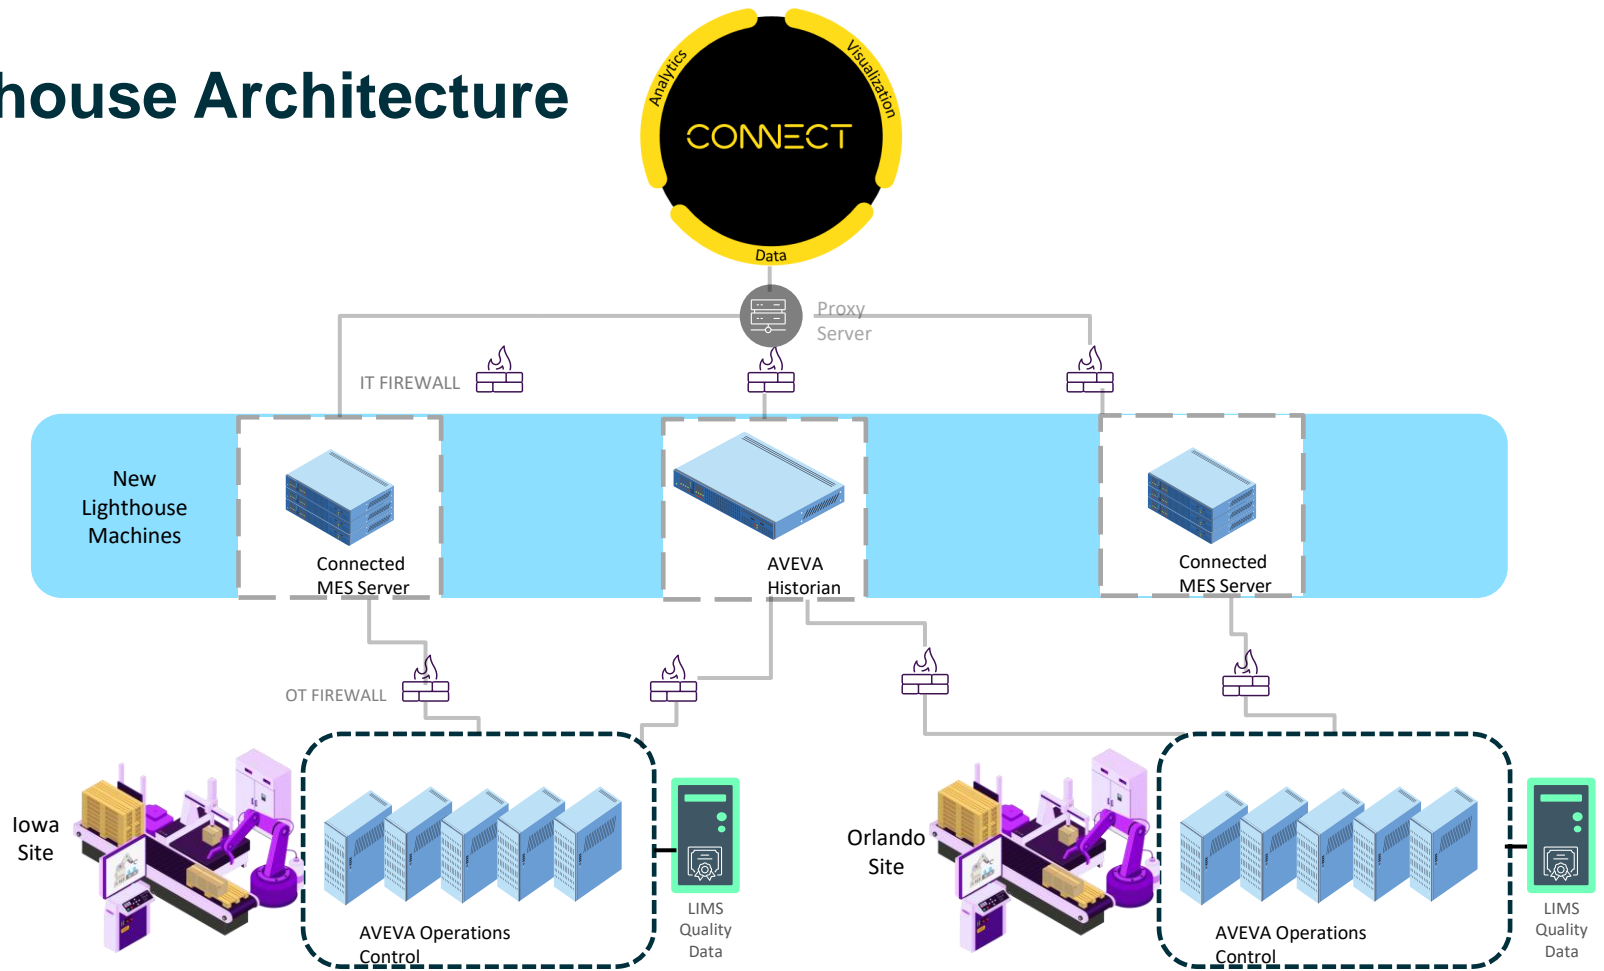 house Architecture
Analytics
Visualization
CONNECT
Data
Proxy
Server
IT FIREWALL
New
Lighthouse
Machines
Connected
MES Server
AVEVA
Historian
Connected
MES Server
OT FIREWALL
Iowa
Site
AVEVA Operations
Control
LIMS
Quality
Data
Orlando
Site
AVEVA Operations
Control
LIMS
Quality
Data